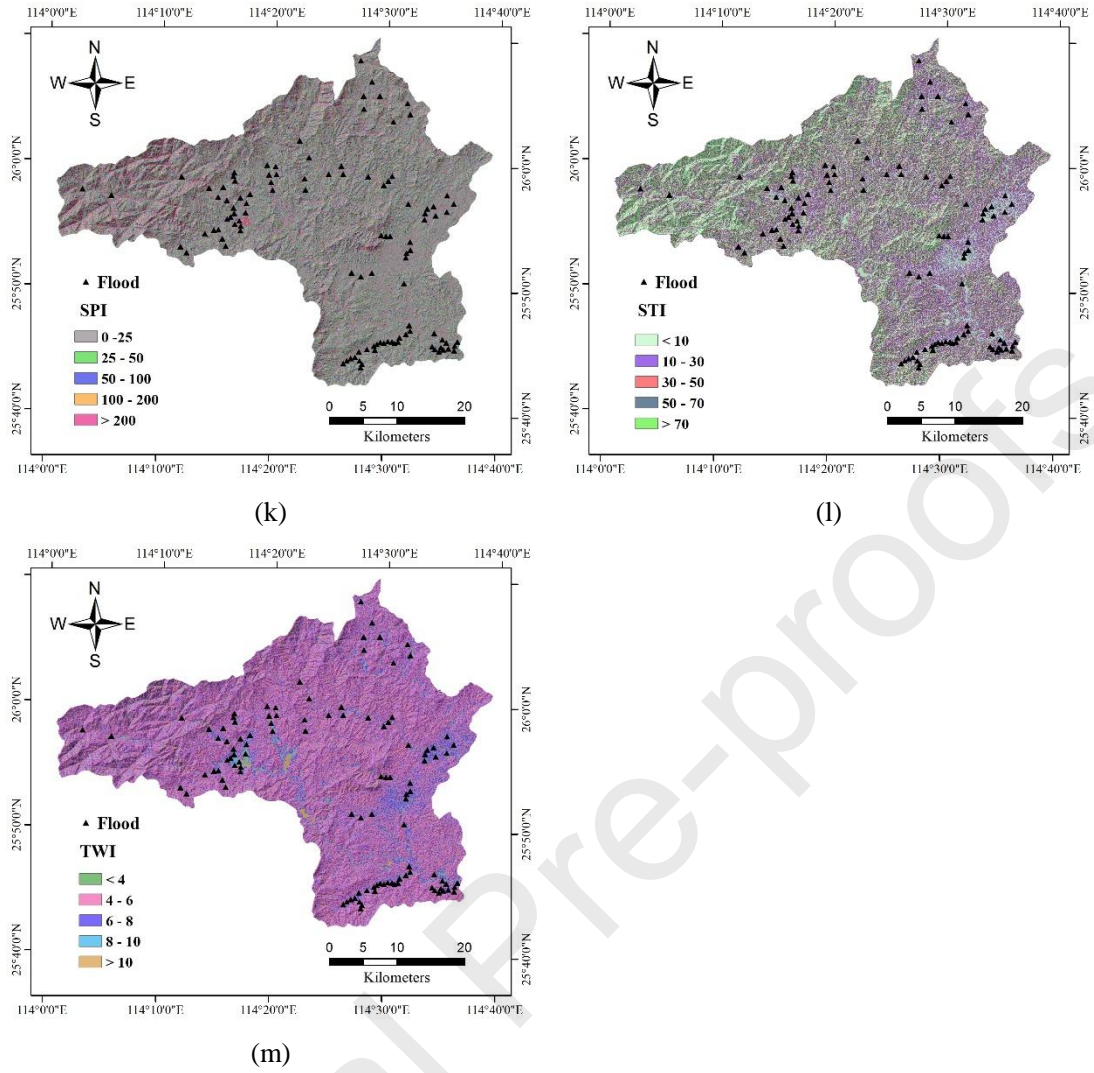 114°0'0"E 114°10'0"E 114°20'0"E 114°30'0"E 114°40'0"E
N
W E
S
26°0'0"N
25°50'0"N
25°40'0"N
Flood
SPI
0 -25
25 - 50
50 - 100
100 - 200
> 200
0 5 10 20
Kilometers
26°0'0"N
25°50'0"N
25°40'0"N
114°0'0"E 114°10'0"E 114°20'0"E 114°30'0"E 114°40'0"E
(k)
114°0'0"E 114°10'0"E 114°20'0"E 114°30'0"E 114°40'0"E
N
W E
S
26°0'0"N
25°50'0"N
25°40'0"N
Flood
STI
< 10
10 - 30
30 - 50
50 - 70
> 70
0 5 10 20
Kilometers
26°0'0"N
25°50'0"N
25°40'0"N
114°0'0"E 114°10'0"E 114°20'0"E 114°30'0"E 114°40'0"E
(l)
114°0'0"E 114°10'0"E 114°20'0"E 114°30'0"E 114°40'0"E
N
W E
S
26°0'0"N
25°50'0"N
25°40'0"N
Flood
TWI
< 4
4 - 6
6 - 8
8 - 10
> 10
0 5 10 20
Kilometers
26°0'0"N
25°50'0"N
25°40'0"N
114°0'0"E 114°10'0"E 114°20'0"E 114°30'0"E 114°40'0"E
(m)
Pre-proofs